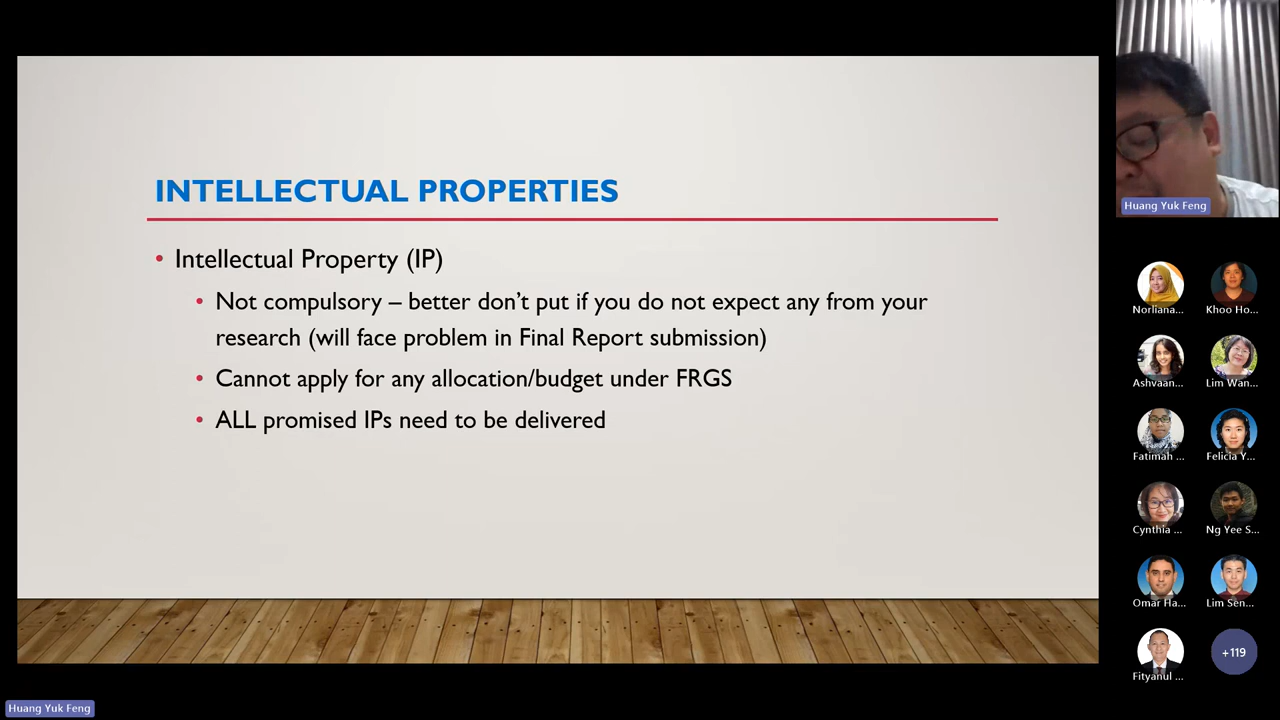 INTELLECTUAL PROPERTIES
• Intellectual Property (IP)
• Not compulsory – better don’t put if you do not expect any from your
research (will face problem in Final Report submission)
• Cannot apply for any allocation/budget under FRGS
• ALL promised IPs need to be delivered
Huang Yuk Feng
Norliana...
Khoo Ho...
Ashvaan...
Lim Wan...
Fatimah ...
Felicia Y...
Cynthia ...
Ng Yee S...
Omar Ha...
Lim Sen...
Fityanul ...
+119
Huang Yuk Feng